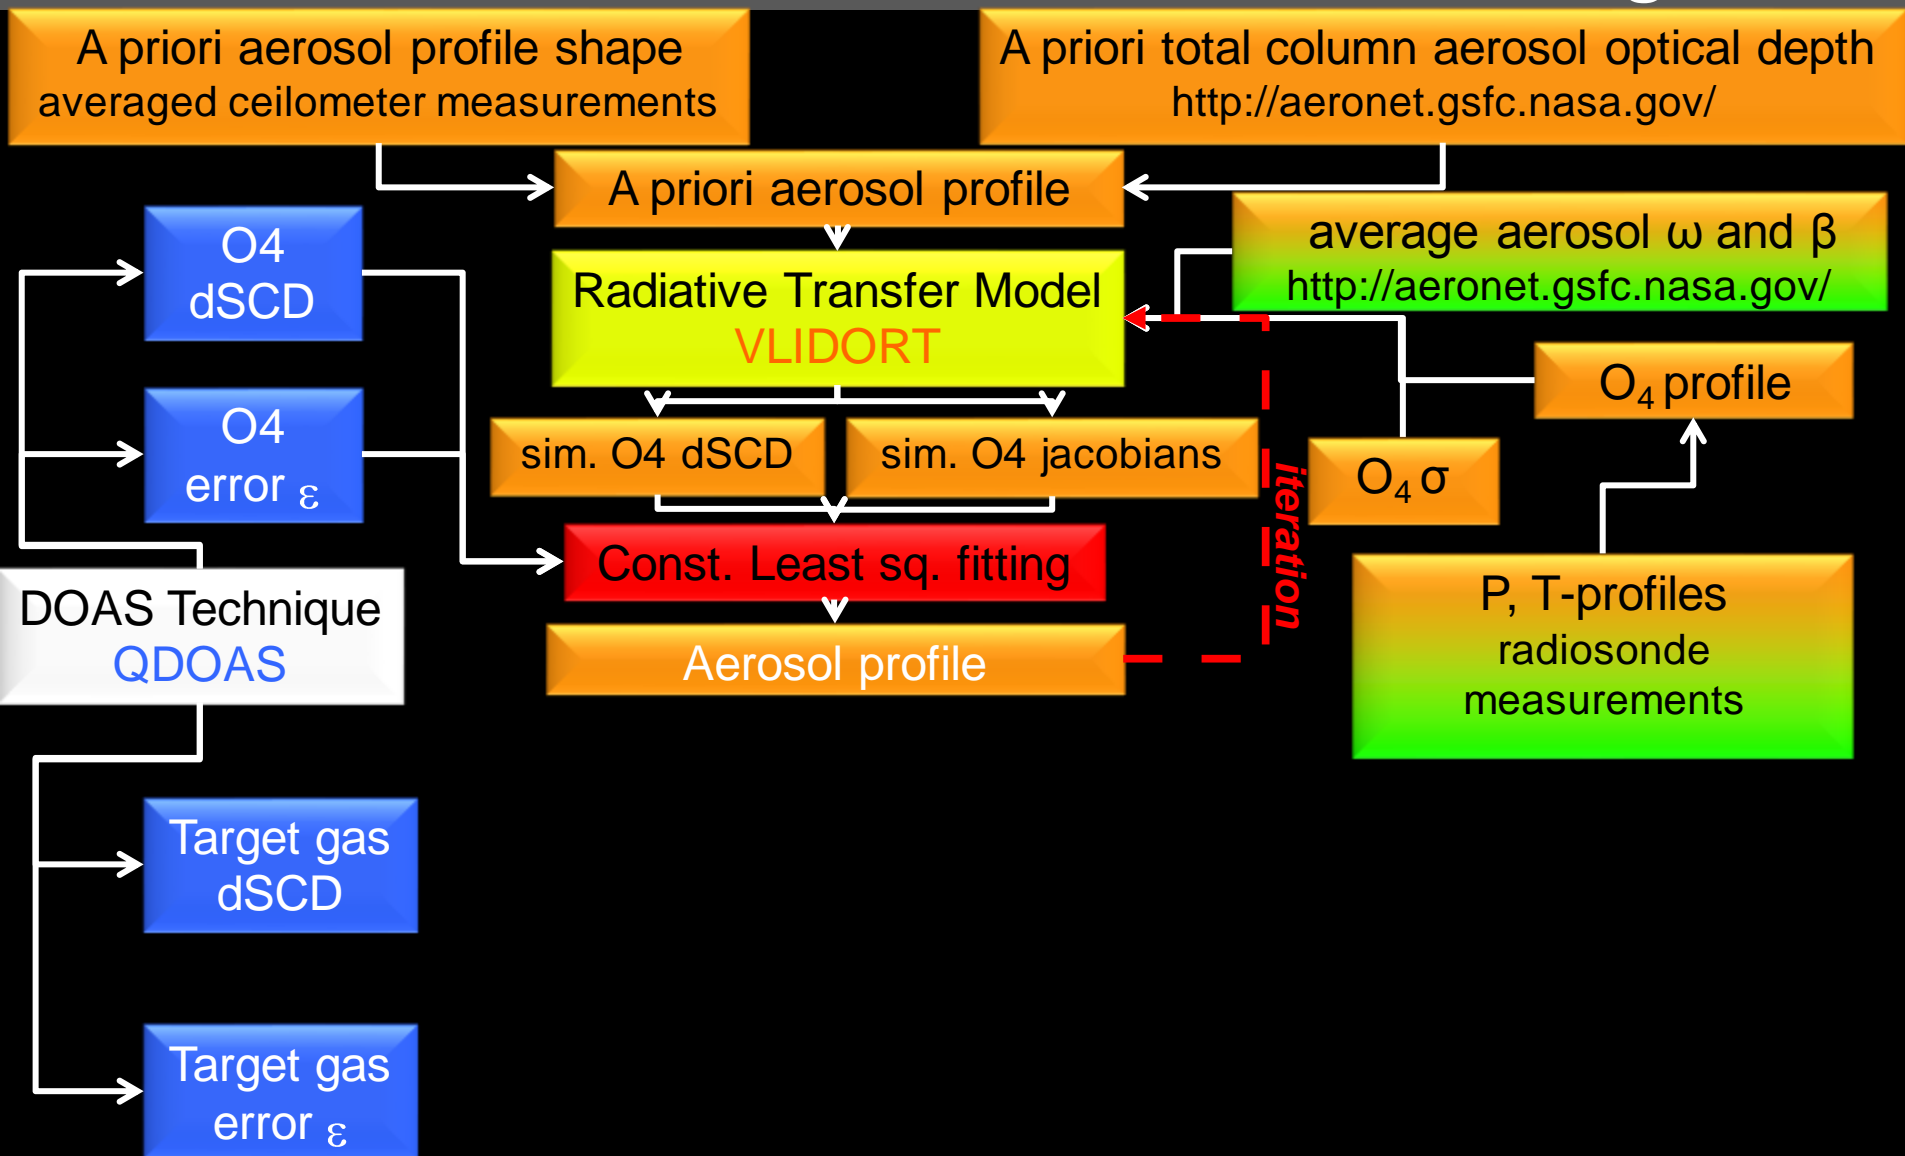 A priori aerosol profile shape
averaged ceilometer measurements
A priori total column aerosol optical depth
http://aeronet.gsfc.nasa.gov/
A priori aerosol profile
average aerosol ω and β
http://aeronet.gsfc.nasa.gov/
O4
dSCD
Radiative Transfer Model
VLIDORT
O₄ profile
O4
error ε
sim. O4 dSCD
sim. O4 jacobians
O₄ σ
iteration
Const. Least sq. fitting
DOAS Technique
QDOAS
Aerosol profile
P, T-profiles
radiosonde
measurements
Target gas
dSCD
Target gas
error ε